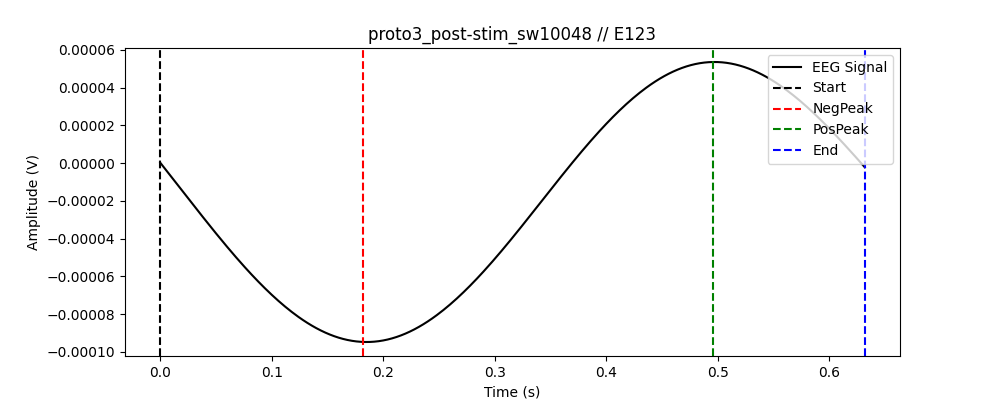 proto3_post-stim_sw10048 // E123
0.00006
0.00004
0.00002
0.00000
−0.00002
−0.00004
−0.00006
−0.00008
−0.00010
Amplitude (V)
EEG Signal
Start
NegPeak
PosPeak
End
0.0 0.1 0.2 0.3 0.4 0.5 0.6
Time (s)